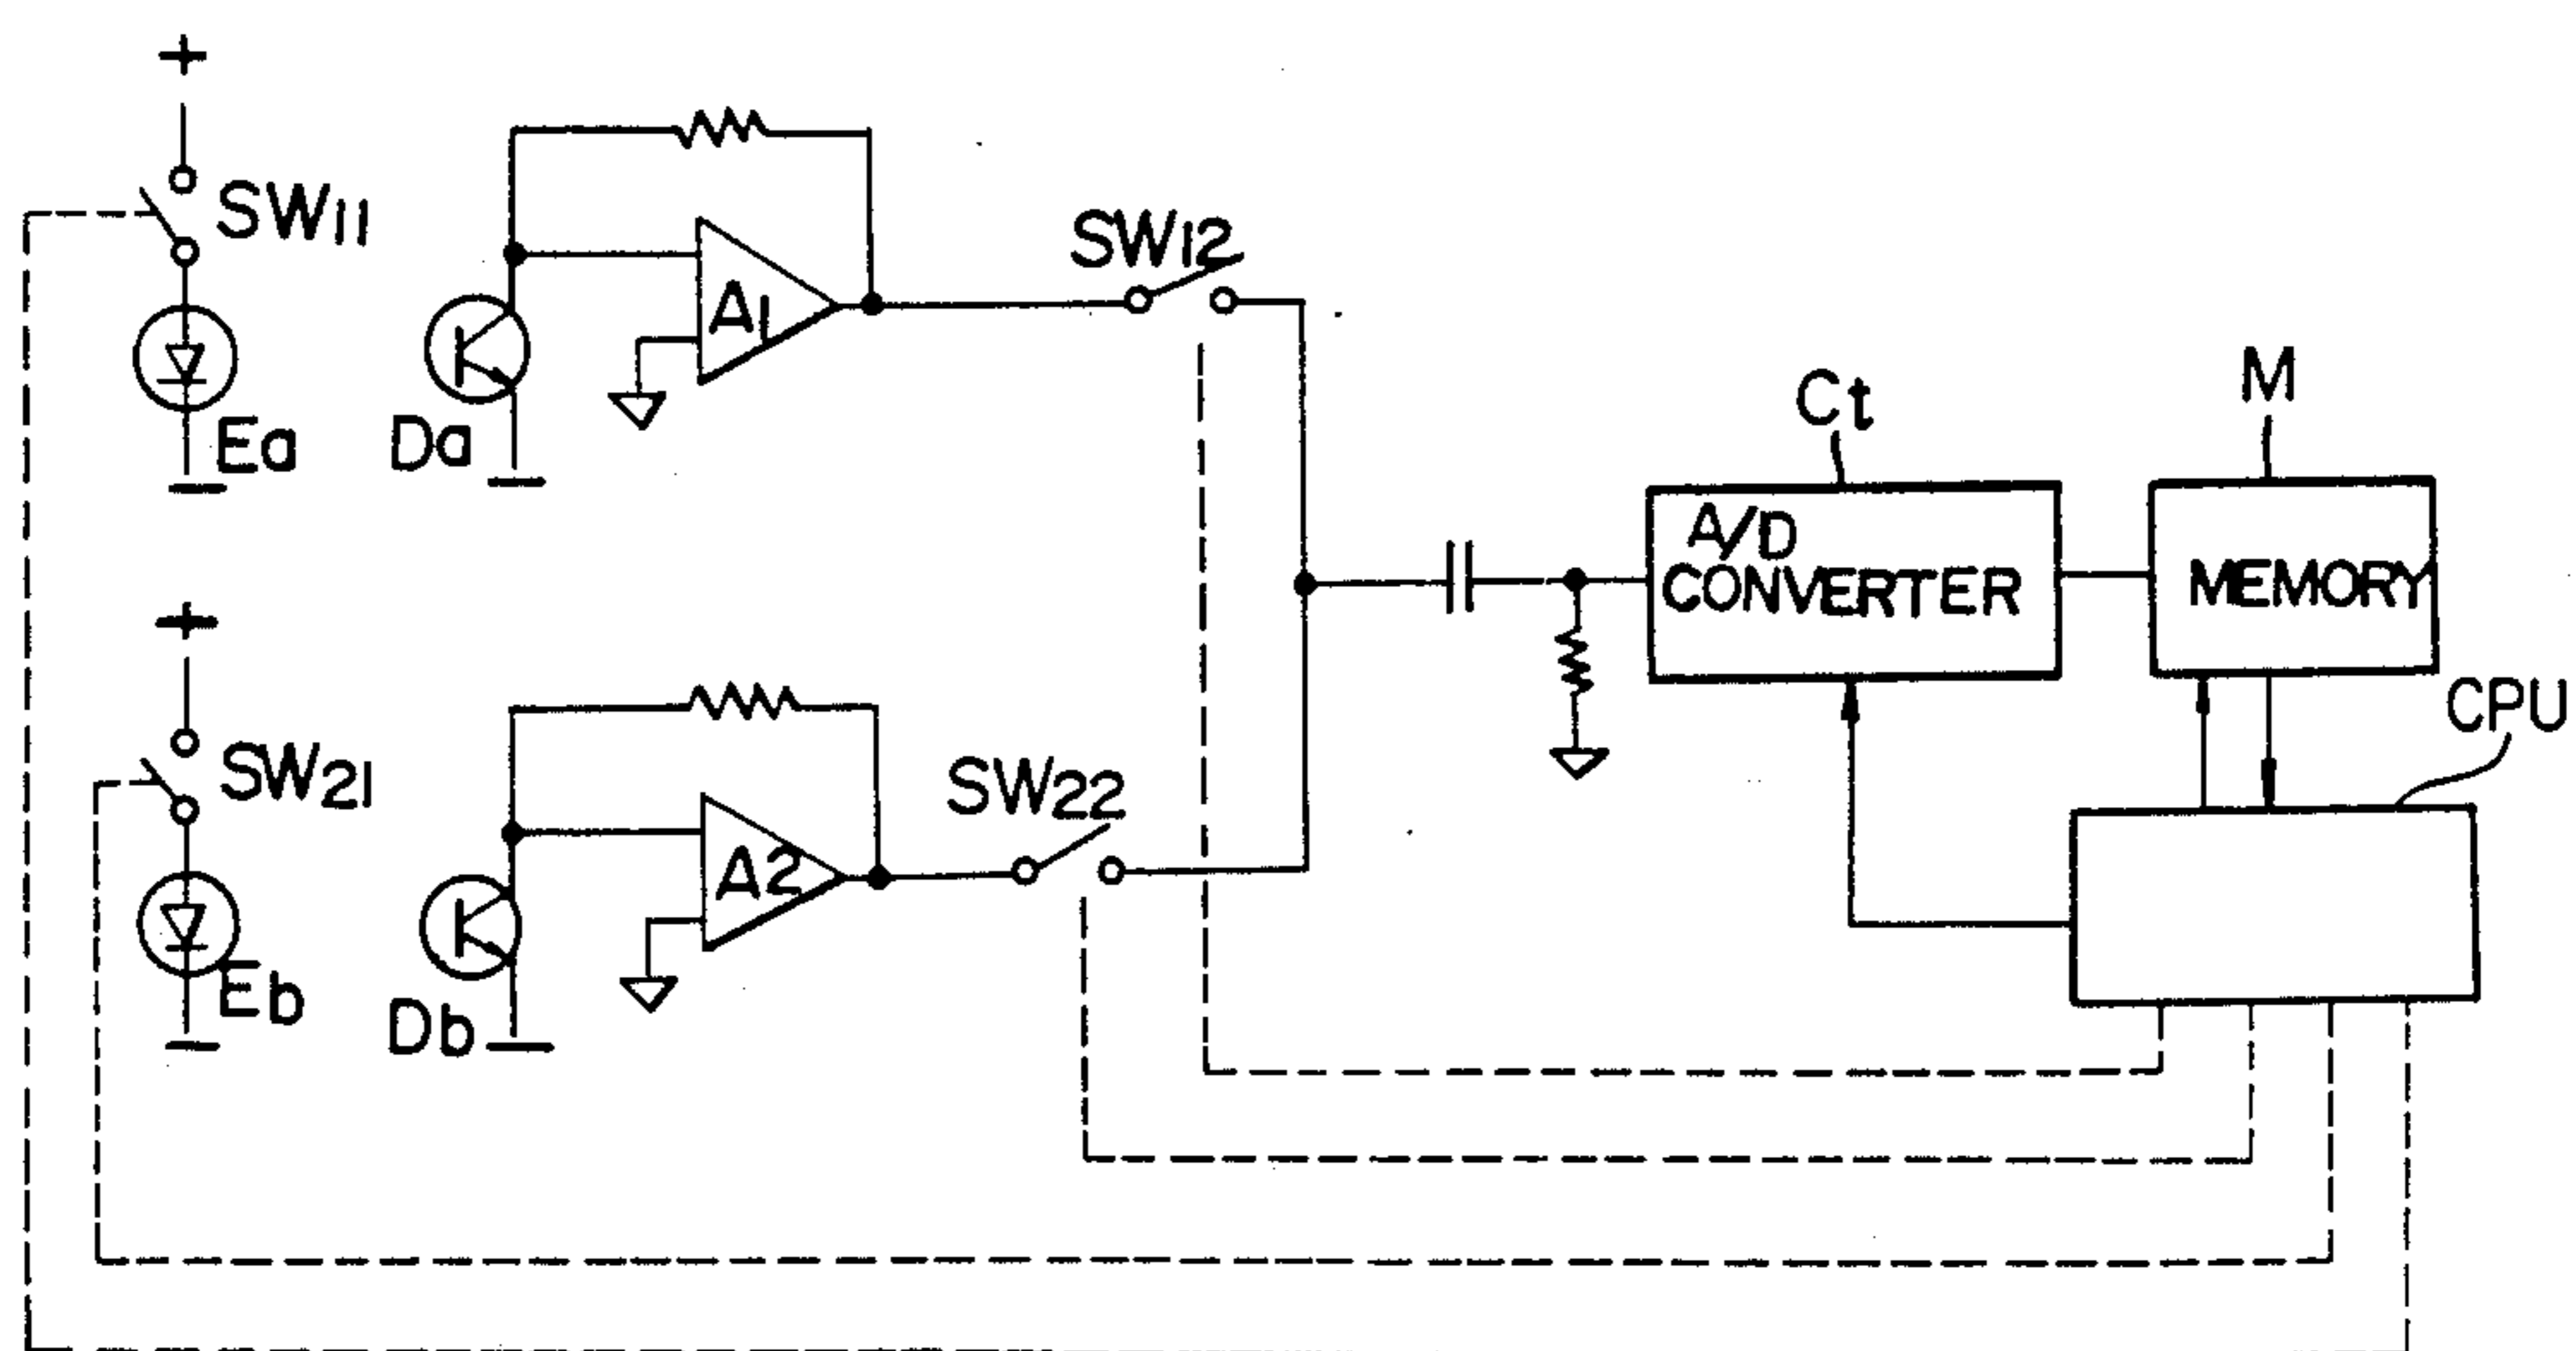 +
SW11
Ea
Da
A1
SW12
Ct
A/D
CONVERTER
M
MEMORY
CPU
+
SW21
Eb
Db
A2
SW22